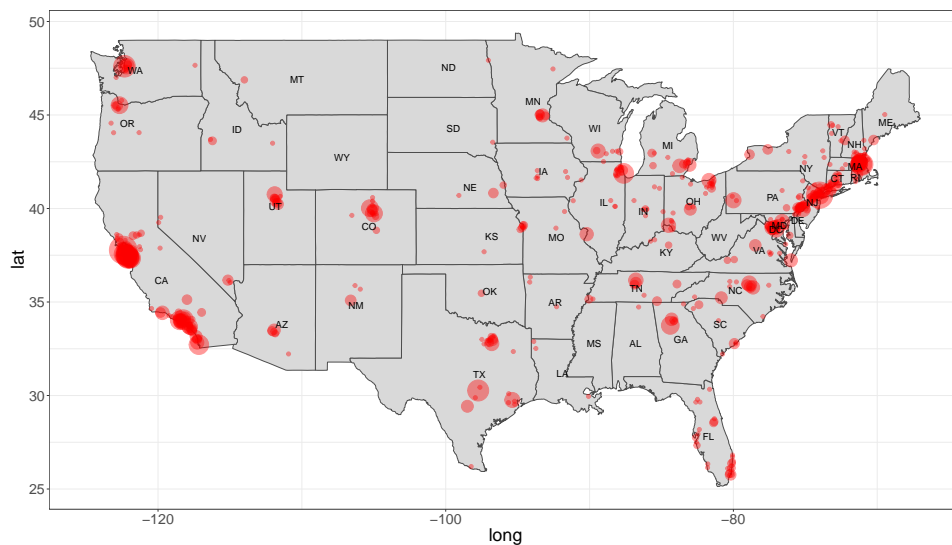 50
45
40
35
30
25
lat
WA
MT
ND
MN
ME
OR
ID
SD
WI
MI
VT
NH
WY
NY
MA
CT
RI
IA
NE
PA
NJ
NV
UT
CO
IL
IN
OH
DE
MD
DC
KS
MO
WV
VA
KY
CA
OK
TN
NC
AZ
NM
AR
SC
MS
AL
GA
TX
LA
FL
−120
−100
−80
long